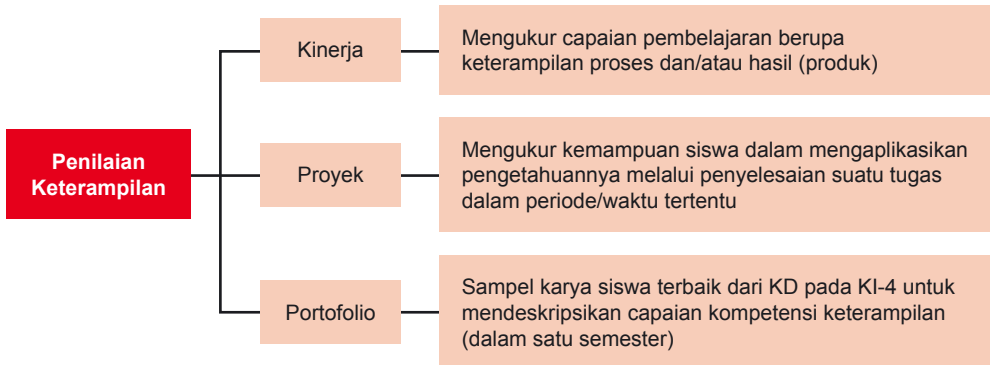 Penilaian
Keterampilan
Kinerja
Mengukur capaian pembelajaran berupa
keterampilan proses dan/atau hasil (produk)
Proyek
Mengukur kemampuan siswa dalam mengaplikasikan
pengetahuannya melalui penyelesaian suatu tugas
dalam periode/waktu tertentu
Portofolio
Sampel karya siswa terbaik dari KD pada KI-4 untuk
mendeskripsikan capaian kompetensi keterampilan
(dalam satu semester)